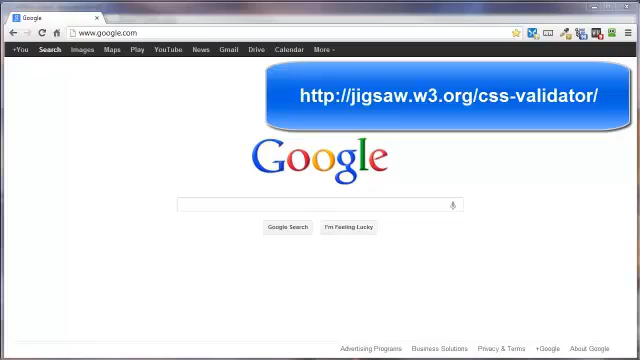 Google
www.google.com
+You Search Images Maps Play YouTube News Gmail Drive Calendar More
http://jigsaw.w3.org/css-validator/
Google
Google Search I'm Feeling Lucky
Advertising Programs Business Solutions Privacy & Terms +Google About Google